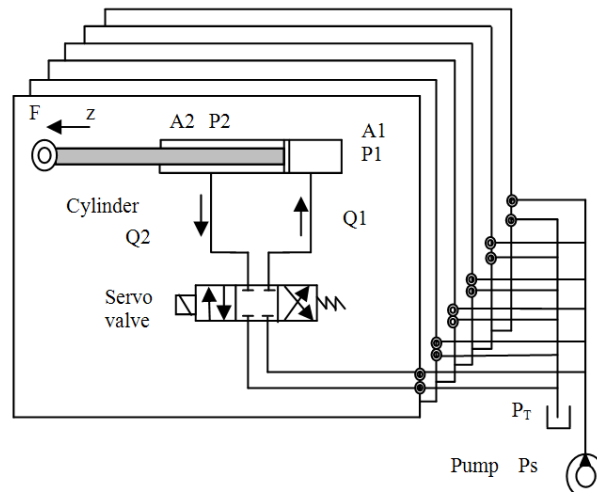 F z
A2 P2
A1
P1
Cylinder
Q1
Q2
Servo
valve
PT
Pump Ps